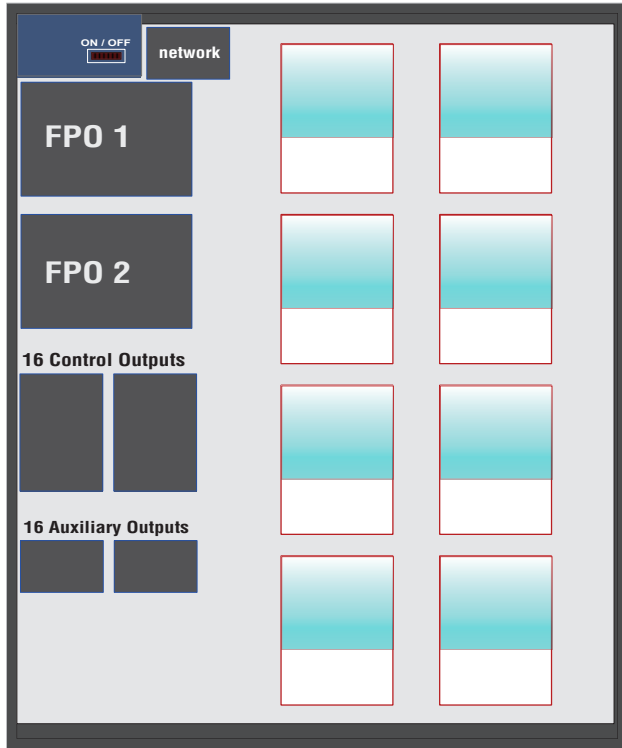 ON / OFF
network
FPO 1
FPO 2
16 Control Outputs
16 Auxiliary Outputs